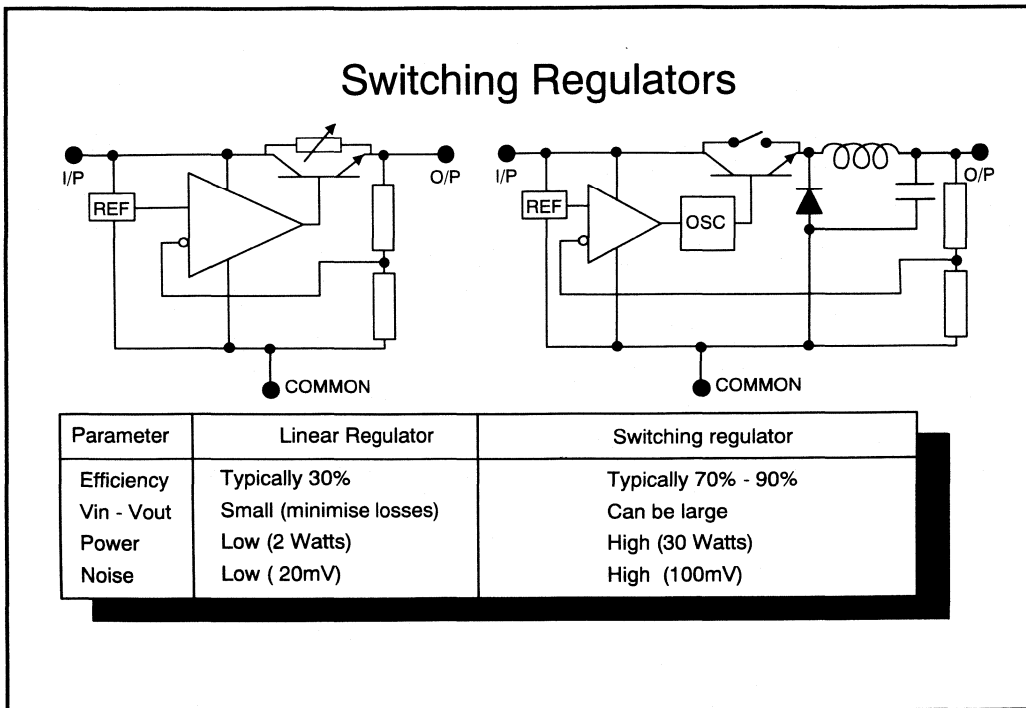 Switching Regulators
I/P
REF
O/P
COMMON
I/P
REF
OSC
O/P
COMMON
Parameter Linear Regulator Switching regulator
Efficiency Typically 30% Typically 70% - 90%
Vin - Vout Small (minimise losses) Can be large
Power Low (2 Watts) High (30 Watts)
Noise Low ( 20mV) High (100mV)